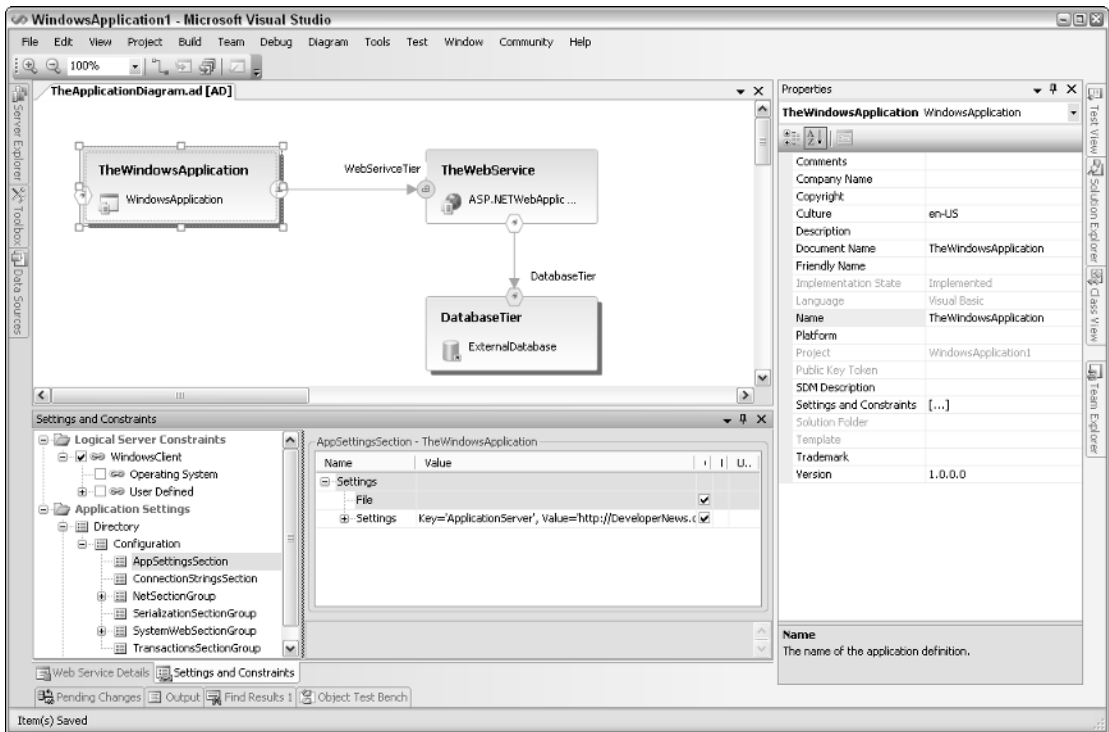 WindowsApplication1 - Microsoft Visual Studio
File Edit View Project Build Team Debug Diagram Tools Test Window Community Help
100%
Server Explorer
Toolbox
Data Sources
TheApplicationDiagram.ad [AD]
TheWindowsApplication
WindowsApplication
WebSerivceTier
TheWebService
ASP.NETWebApplic ...
DatabaseTier
DatabaseTier
ExternalDatabase
Settings and Constraints
Logical Server Constraints
WindowsClient
Operating System
User Defined
Application Settings
Directory
Configuration
AppSettingsSection
ConnectionStringsSection
NetSectionGroup
SerializationSectionGroup
SystemWebSectionGroup
TransactionsSectionGroup
AppSettingsSection - TheWindowsApplication
Name Value U..
Settings
File
Settings Key='ApplicationServer', Value='http://DeveloperNews.c
Web Service Details Settings and Constraints
Pending Changes Output Find Results 1 Object Test Bench
Item(s) Saved
Properties
TheWindowsApplication WindowsApplication
Comments
Company Name
Copyright
Culture en-US
Description
Document Name TheWindowsApplication
Friendly Name
Implementation State Implemented
Language Visual Basic
Name TheWindowsApplication
Platform
Project WindowsApplication1
Public Key Token
SDM Description
Settings and Constraints [...]
Solution Folder
Template
Trademark
Version 1.0.0.0
Name
The name of the application definition.
Test View
Solution Explorer
Class View
Team Explorer